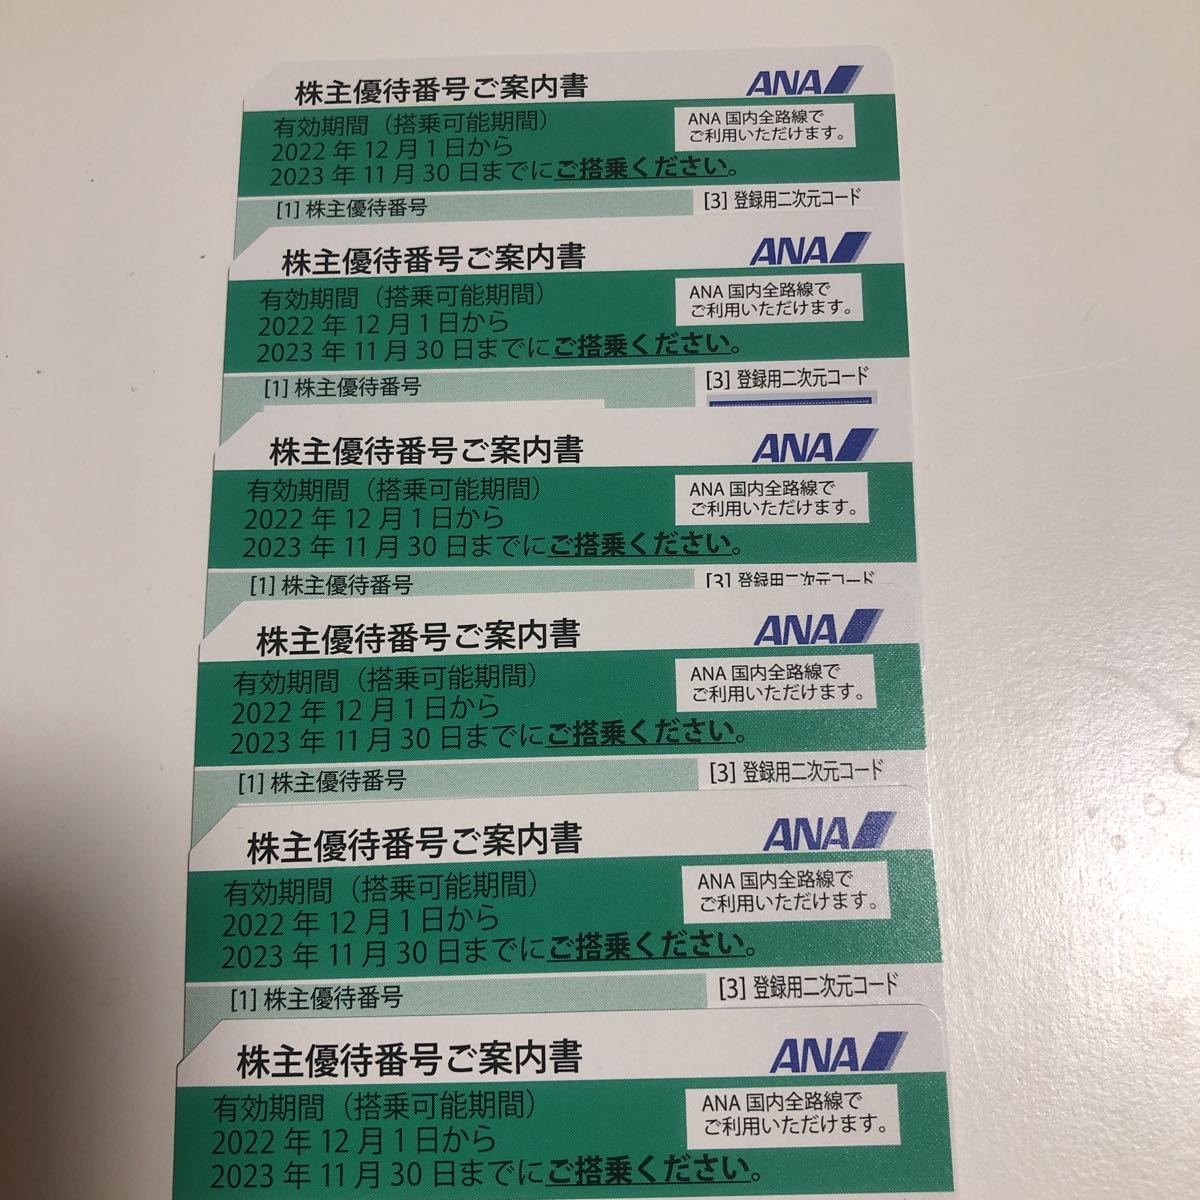 株主優待番号ご案内書
ANA
有効期間（搭乗可能期間）
2022 年 12 月 1 日から
2023 年 11 月 30 日までにご搭乗ください。
ANA 国内全路線で
ご利用いただけます。
[1] 株主優待番号
[3] 登録用二次元コード
株主優待番号ご案内書
ANA
有効期間（搭乗可能期間）
2022 年 12 月 1 日から
2023 年 11 月 30 日までにご搭乗ください。
ANA 国内全路線で
ご利用いただけます。
[1] 株主優待番号
[3] 登録用二次元コード
株主優待番号ご案内書
ANA
有効期間（搭乗可能期間）
2022 年 12 月 1 日から
2023 年 11 月 30 日までにご搭乗ください。
ANA 国内全路線で
ご利用いただけます。
[1] 株主優待番号
[3] 登録用二次元コード
株主優待番号ご案内書
ANA
有効期間（搭乗可能期間）
2022 年 12 月 1 日から
2023 年 11 月 30 日までにご搭乗ください。
ANA 国内全路線で
ご利用いただけます。
[1] 株主優待番号
[3] 登録用二次元コード
株主優待番号ご案内書
ANA
有効期間（搭乗可能期間）
2022 年 12 月 1 日から
2023 年 11 月 30 日までにご搭乗ください。
ANA 国内全路線で
ご利用いただけます。
[1] 株主優待番号
[3] 登録用二次元コード
株主優待番号ご案内書
ANA
有効期間（搭乗可能期間）
2022 年 12 月 1 日から
2023 年 11 月 30 日までにご搭乗ください。
ANA 国内全路線で
ご利用いただけます。